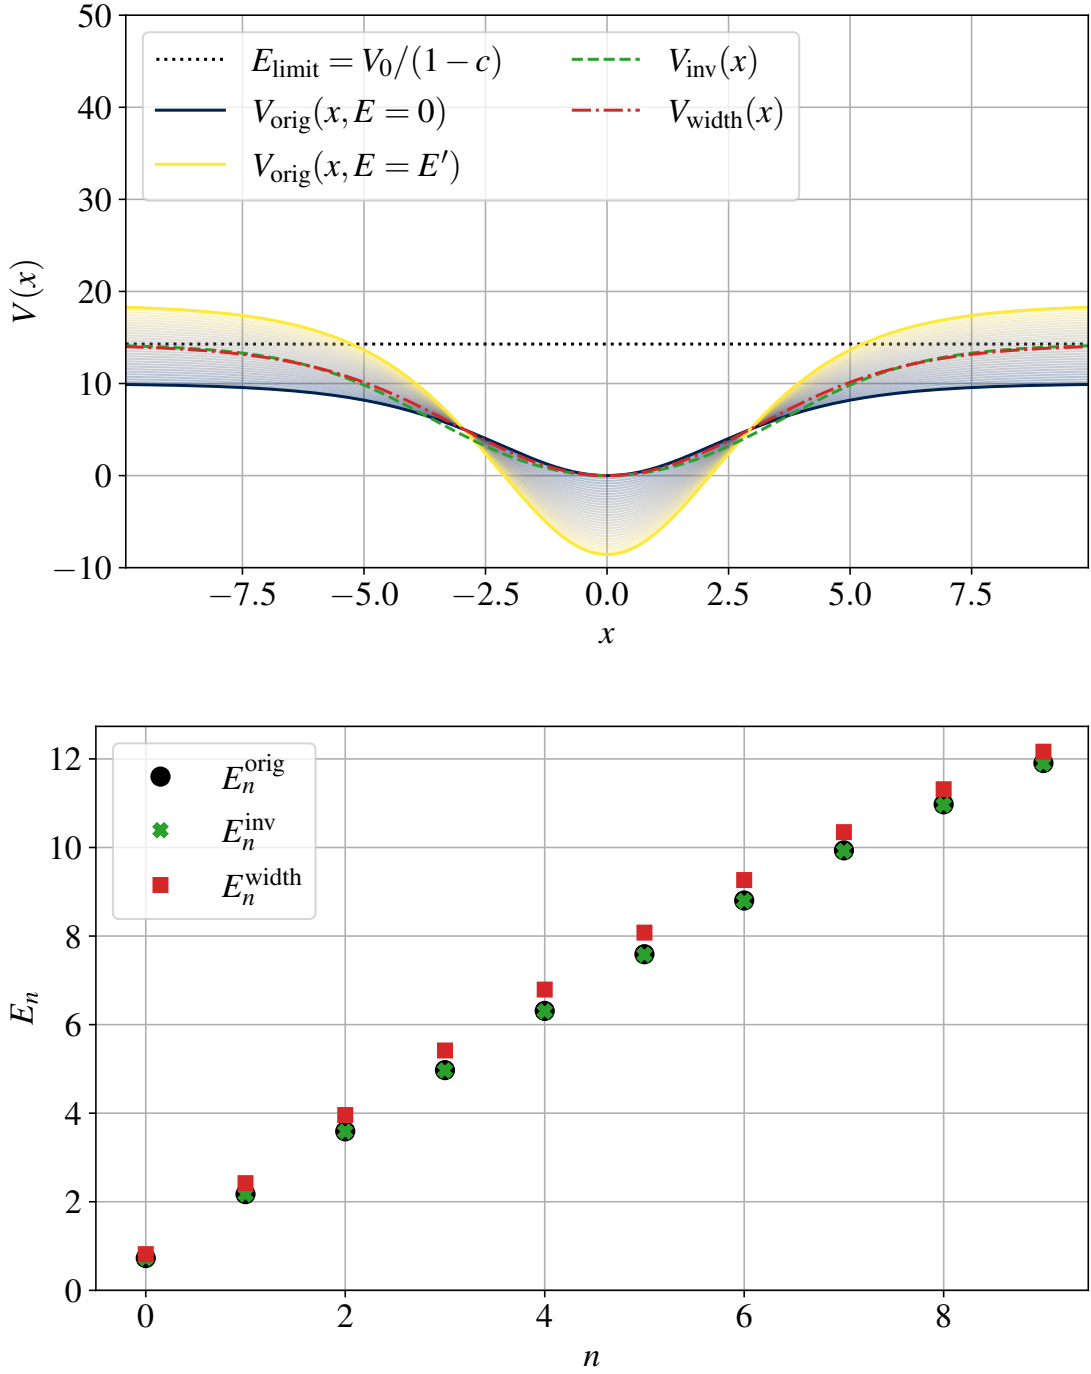 50
40
30
20
10
0
−10
V(x)
E_limit = V_0/(1 − c)
V_orig(x, E = 0)
V_orig(x, E = E′)
V_inv(x)
V_width(x)
−7.5 −5.0 −2.5 0.0 2.5 5.0 7.5
x
12
10
8
6
4
2
0
E_n
E_n^orig
E_n^inv
E_n^width
0 2 4 6 8
n